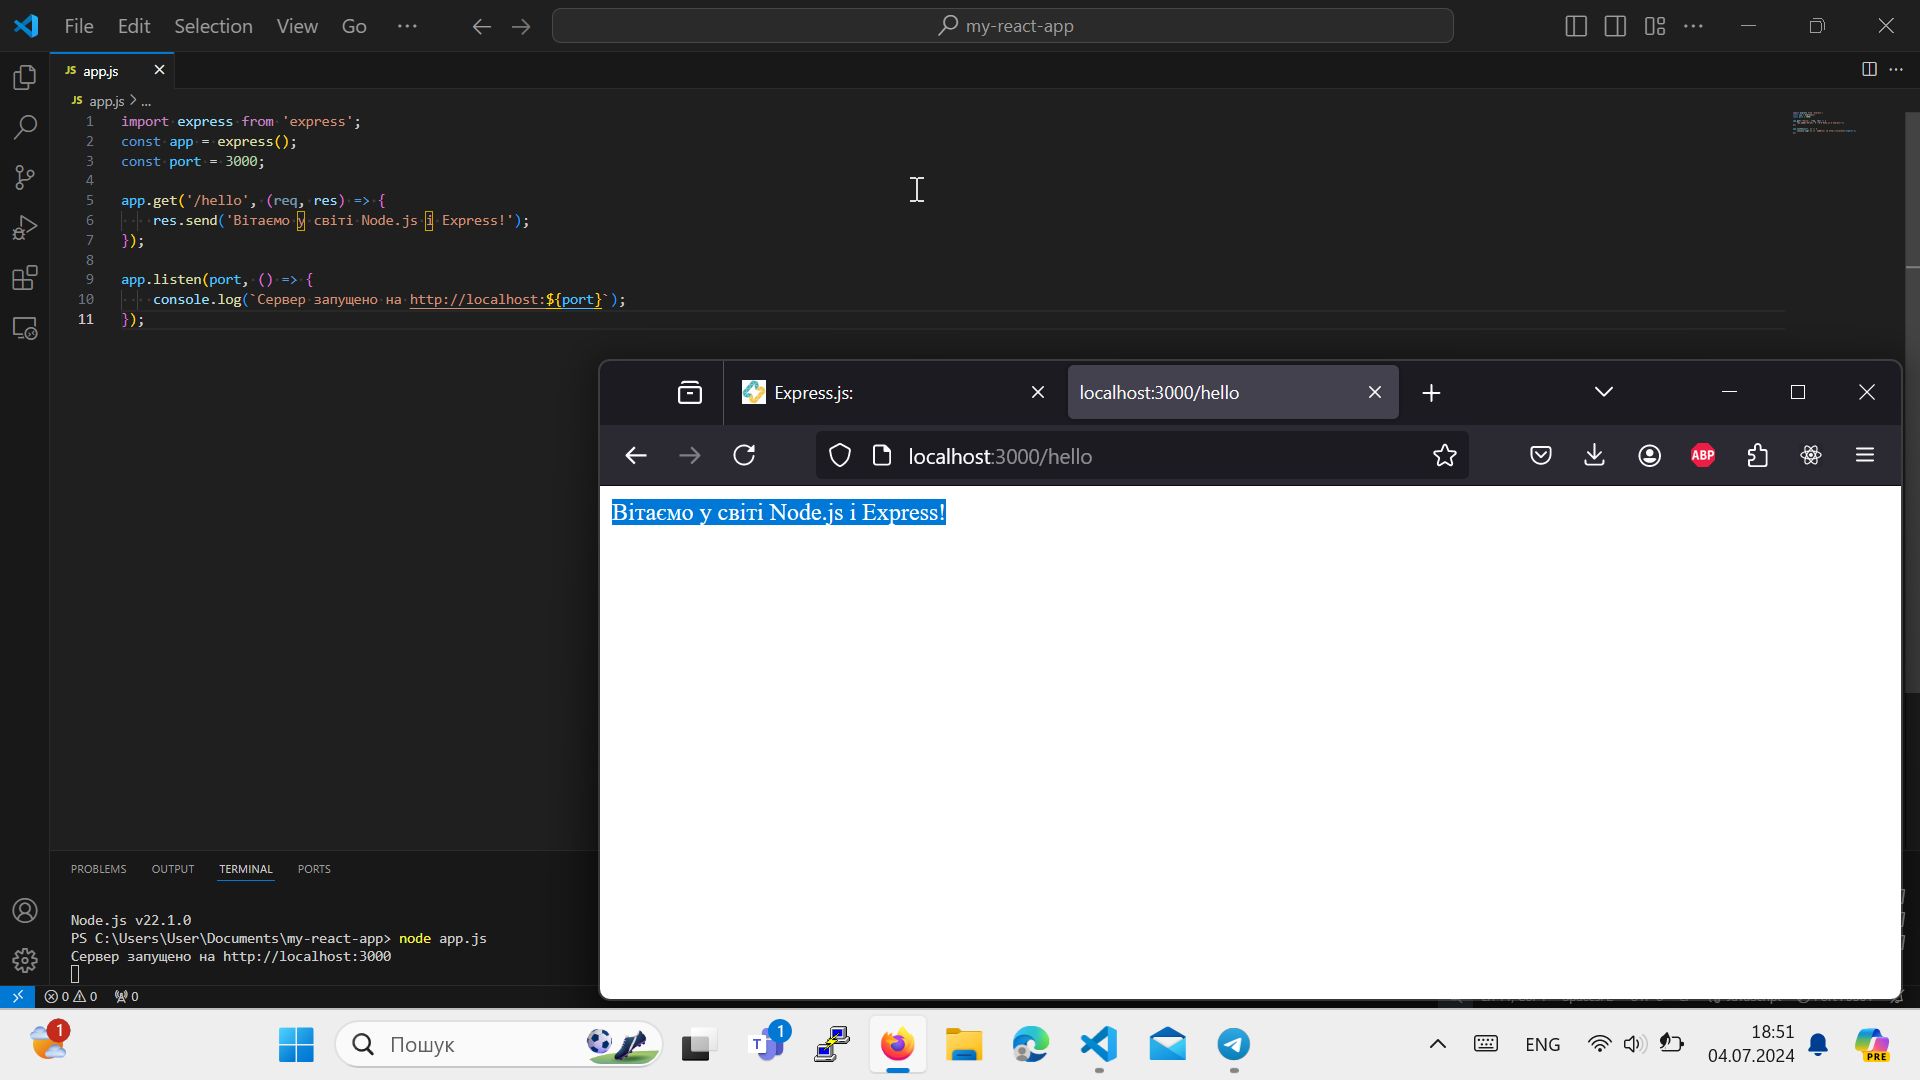 File Edit Selection View Go ···
my-react-app
JS app.js
JS app.js > ...
1 import express from 'express';
2 const app = express();
3 const port = 3000;
4
5 app.get('/hello', (req, res) => {
6 res.send('Вітаємо у світі Node.js і Express!');
7 });
8
9 app.listen(port, () => {
10 console.log(`Сервер запущено на http://localhost:${port}`);
11 });
Express.js:
localhost:3000/hello
localhost:3000/hello
ABP
Вітаємо у світі Node.js і Express!
PROBLEMS OUTPUT TERMINAL PORTS
Node.js v22.1.0
PS C:\Users\User\Documents\my-react-app> node app.js
Сервер запущено на http://localhost:3000
0 0 0
1
Пошук
T 1
ENG
18:51
04.07.2024
PRE